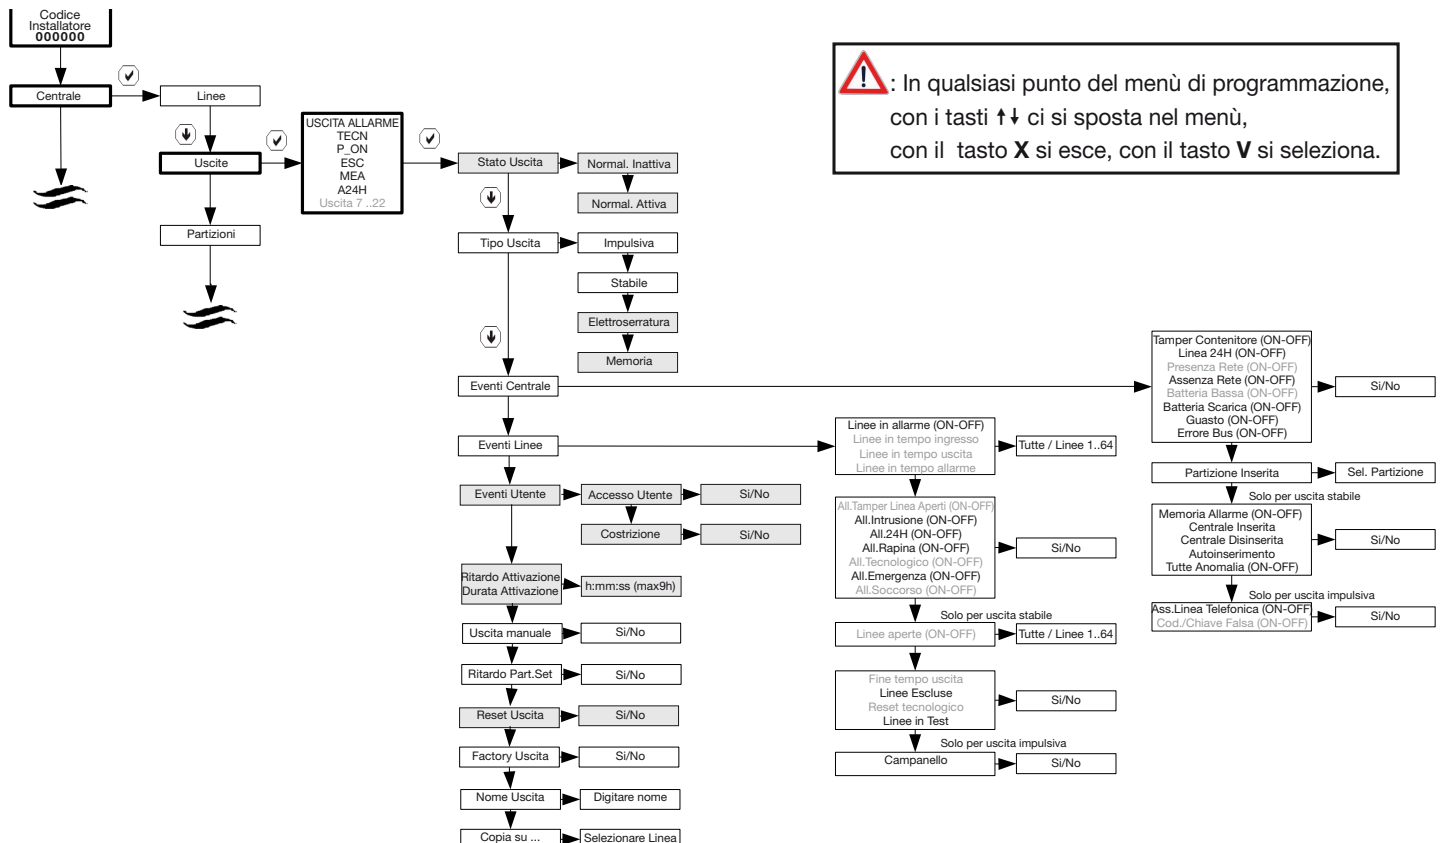 Codice
Installatore
000000
Centrale
Linee
Uscite
Partizioni
USCITA ALLARME
TECN
P_ON
ESC
MEA
A24H
Uscita 7 ..22
: In qualsiasi punto del menù di programmazione,
con i tasti ↑↓ ci si sposta nel menù,
con il tasto X si esce, con il tasto V si seleziona.
Stato Uscita
Normal. Inattiva
Normal. Attiva
Tipo Uscita
Impulsiva
Stabile
Elettroserratura
Memoria
Eventi Centrale
Tamper Contenitore (ON-OFF)
Linea 24H (ON-OFF)
Presenza Rete (ON-OFF)
Assenza Rete (ON-OFF)
Batteria Bassa (ON-OFF)
Batteria Scarica (ON-OFF)
Guasto (ON-OFF)
Errore Bus (ON-OFF)
Si/No
Partizione Inserita
Sel. Partizione
Solo per uscita stabile
Memoria Allarme (ON-OFF)
Centrale Inserita
Centrale Disinserita
Autoinserimento
Tutte Anomalia (ON-OFF)
Si/No
Solo per uscita impulsiva
Ass.Linea Telefonica (ON-OFF)
Cod./Chiave Falsa (ON-OFF)
Si/No
Eventi Linee
Linee in allarme (ON-OFF)
Linee in tempo ingresso
Linee in tempo uscita
Linee in tempo allarme
Tutte / Linee 1..64
All.Tamper Linea Aperti (ON-OFF)
All.Intrusione (ON-OFF)
All.24H (ON-OFF)
All.Rapina (ON-OFF)
All.Tecnologico (ON-OFF)
All.Emergenza (ON-OFF)
All.Soccorso (ON-OFF)
Si/No
Solo per uscita stabile
Linee aperte (ON-OFF)
Tutte / Linee 1..64
Fine tempo uscita
Linee Escluse
Reset tecnologico
Linee in Test
Si/No
Solo per uscita impulsiva
Campanello
Si/No
Eventi Utente
Accesso Utente
Si/No
Costrizione
Si/No
Ritardo Attivazione
Durata Attivazione
h:mm:ss (max9h)
Uscita manuale
Si/No
Ritardo Part.Set
Si/No
Reset Uscita
Si/No
Factory Uscita
Si/No
Nome Uscita
Digitare nome
Copia su ...
Selezionare Linea